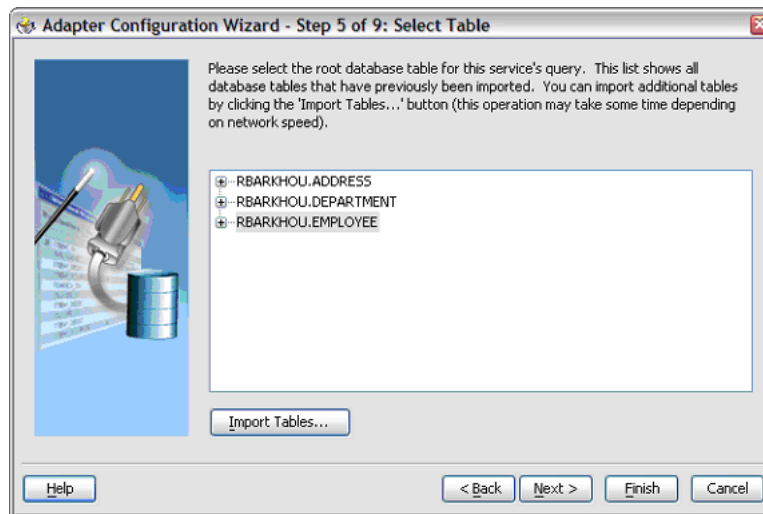 Adapter Configuration Wizard - Step 5 of 9: Select Table
Please select the root database table for this service's query. This list shows all
database tables that have previously been imported. You can import additional tables
by clicking the 'Import Tables...' button (this operation may take some time depending
on network speed).
RBARKHOU.ADDRESS
RBARKHOU.DEPARTMENT
RBARKHOU.EMPLOYEE
Import Tables...
Help
< Back
Next >
Finish
Cancel